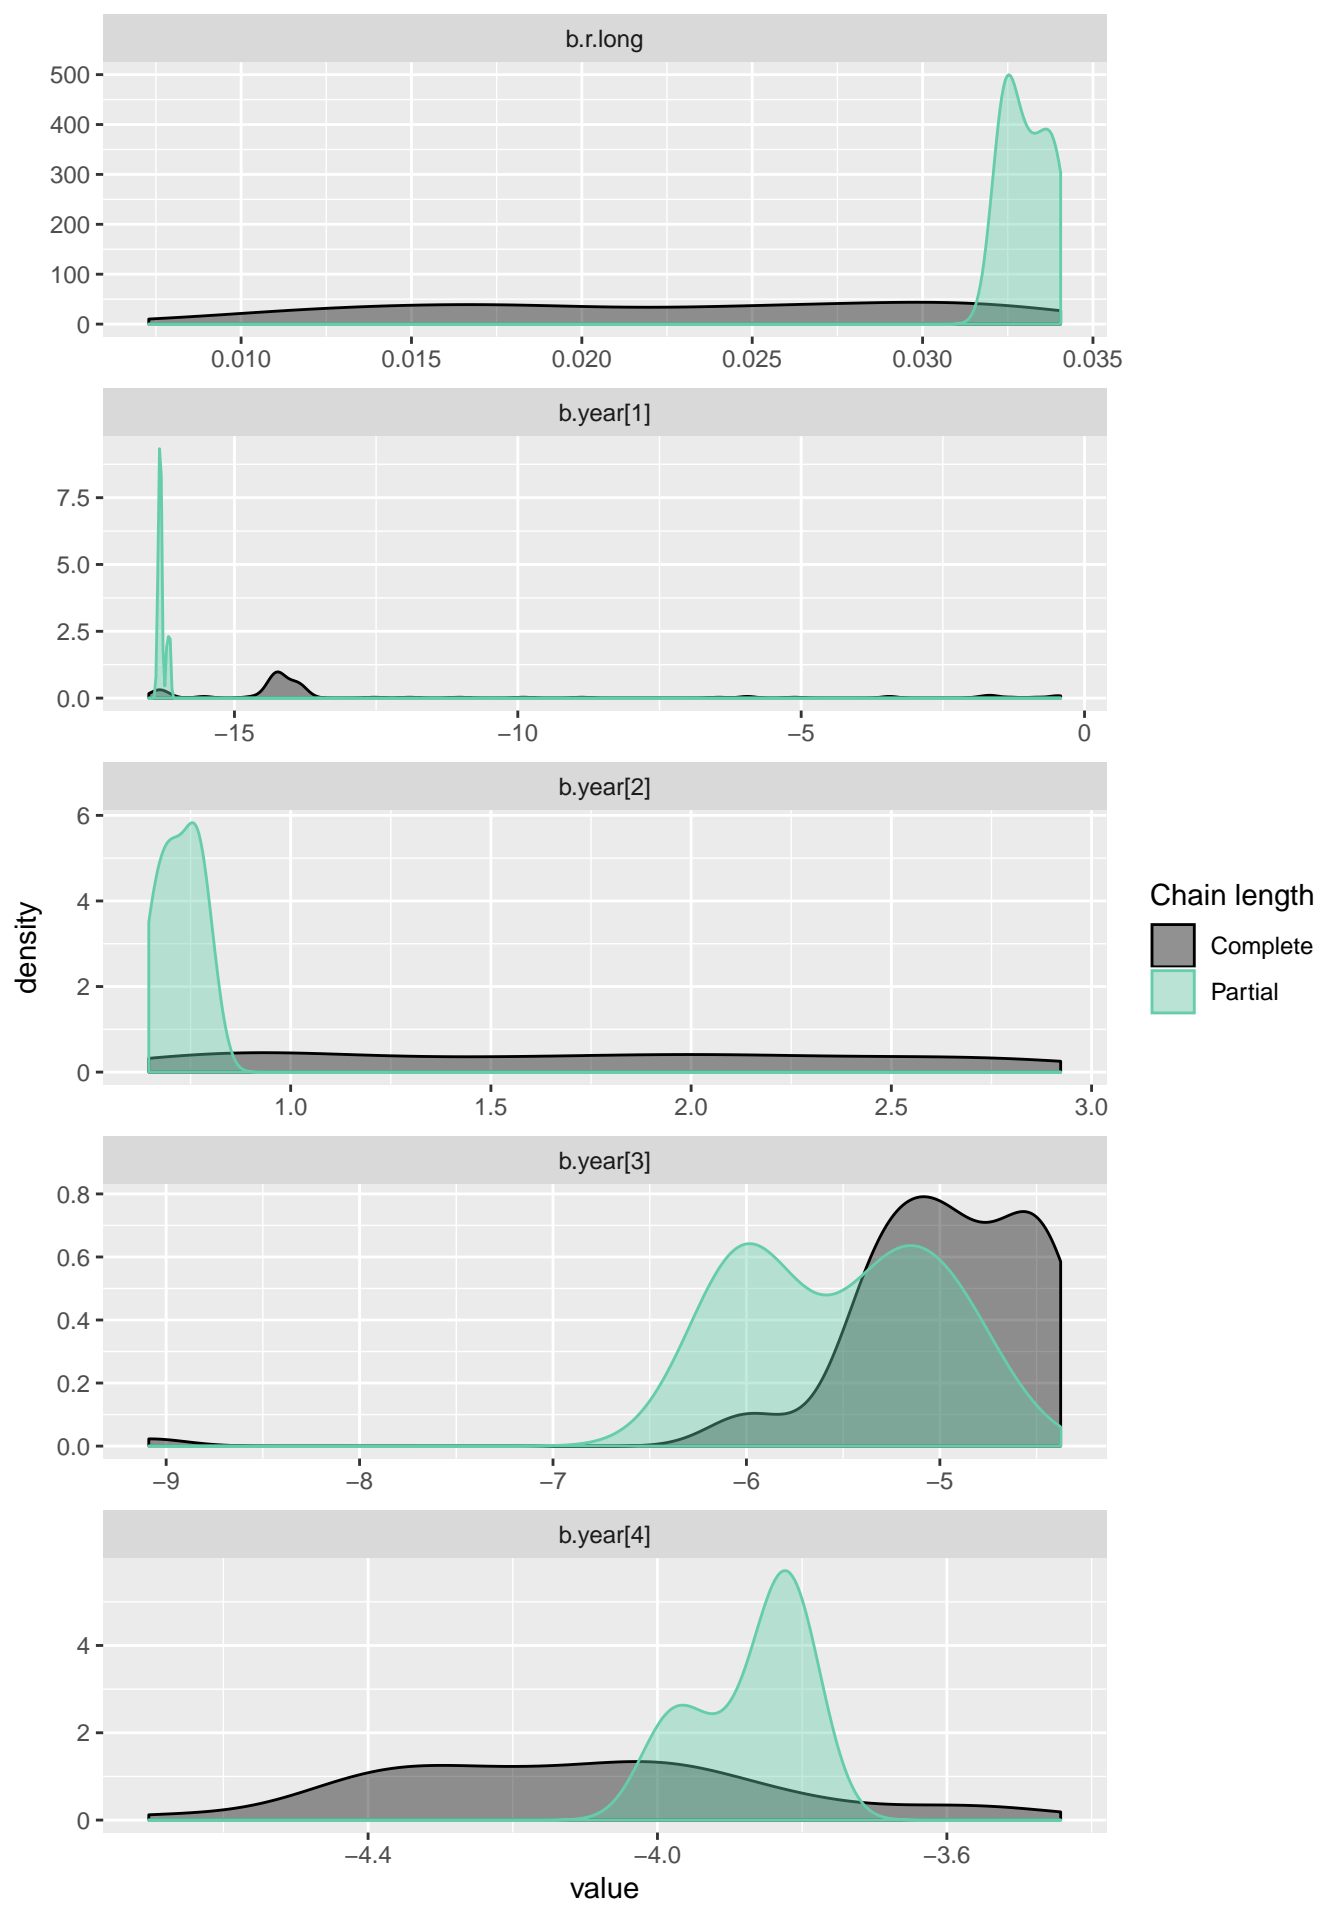 b.r.long
500
400
300
200
100
0
0.010 0.015 0.020 0.025 0.030 0.035
b.year[1]
7.5
5.0
2.5
0.0
−15 −10 −5 0
b.year[2]
6
4
2
0
1.0 1.5 2.0 2.5 3.0
b.year[3]
0.8
0.6
0.4
0.2
0.0
−9 −8 −7 −6 −5
b.year[4]
4
2
0
−4.4 −4.0 −3.6
value
density
Chain length
Complete
Partial